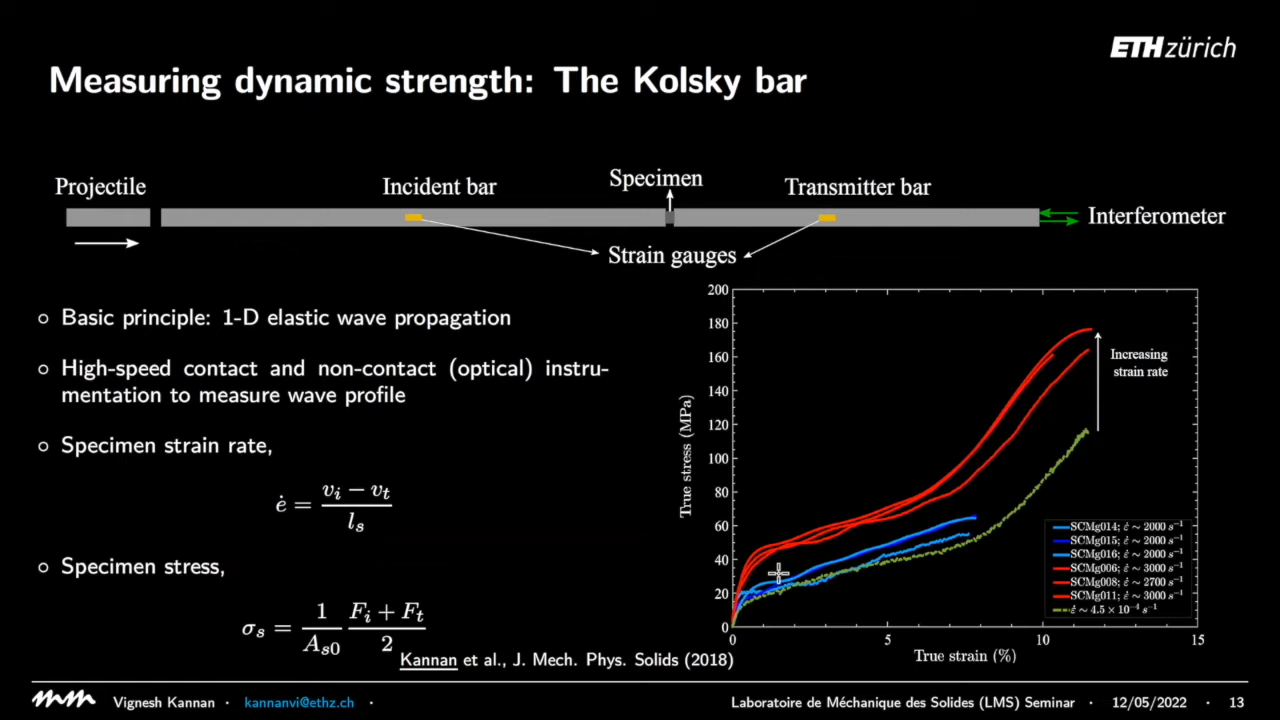 ETH zürich
Measuring dynamic strength: The Kolsky bar
Projectile
Incident bar
Specimen
Transmitter bar
Interferometer
Strain gauges
○ Basic principle: 1-D elastic wave propagation
○ High-speed contact and non-contact (optical) instru-
mentation to measure wave profile
○ Specimen strain rate,
ė = (v_i − v_t) / l_s
○ Specimen stress,
σ_s = 1/A_s0 (F_i + F_t)/2
Kannan et al., J. Mech. Phys. Solids (2018)
200
180
160
140
120
100
80
60
40
20
0
True stress (MPa)
0
5
10
15
True strain (%)
Increasing
strain rate
SCMg014; ė ~ 2000 s⁻¹
SCMg015; ė ~ 2000 s⁻¹
SCMg016; ė ~ 2000 s⁻¹
SCMg006; ė ~ 3000 s⁻¹
SCMg008; ė ~ 2700 s⁻¹
SCMg011; ė ~ 3000 s⁻¹
ė ~ 4.5 × 10⁻⁴ s⁻¹
mm Vignesh Kannan · kannanvi@ethz.ch ·
Laboratoire de Méchanique des Solides (LMS) Seminar · 12/05/2022 · 13